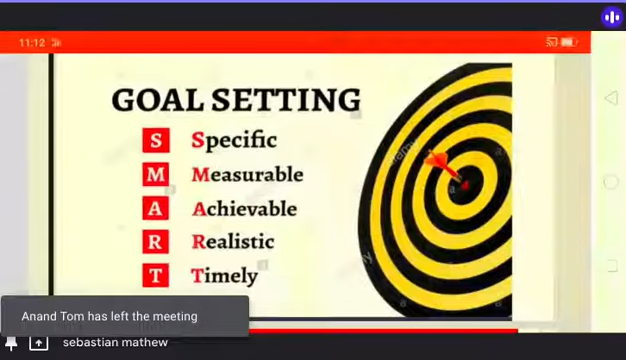 11:12
GOAL SETTING
S Specific
M Measurable
A Achievable
R Realistic
T Timely
Anand Tom has left the meeting
sebastian mathew